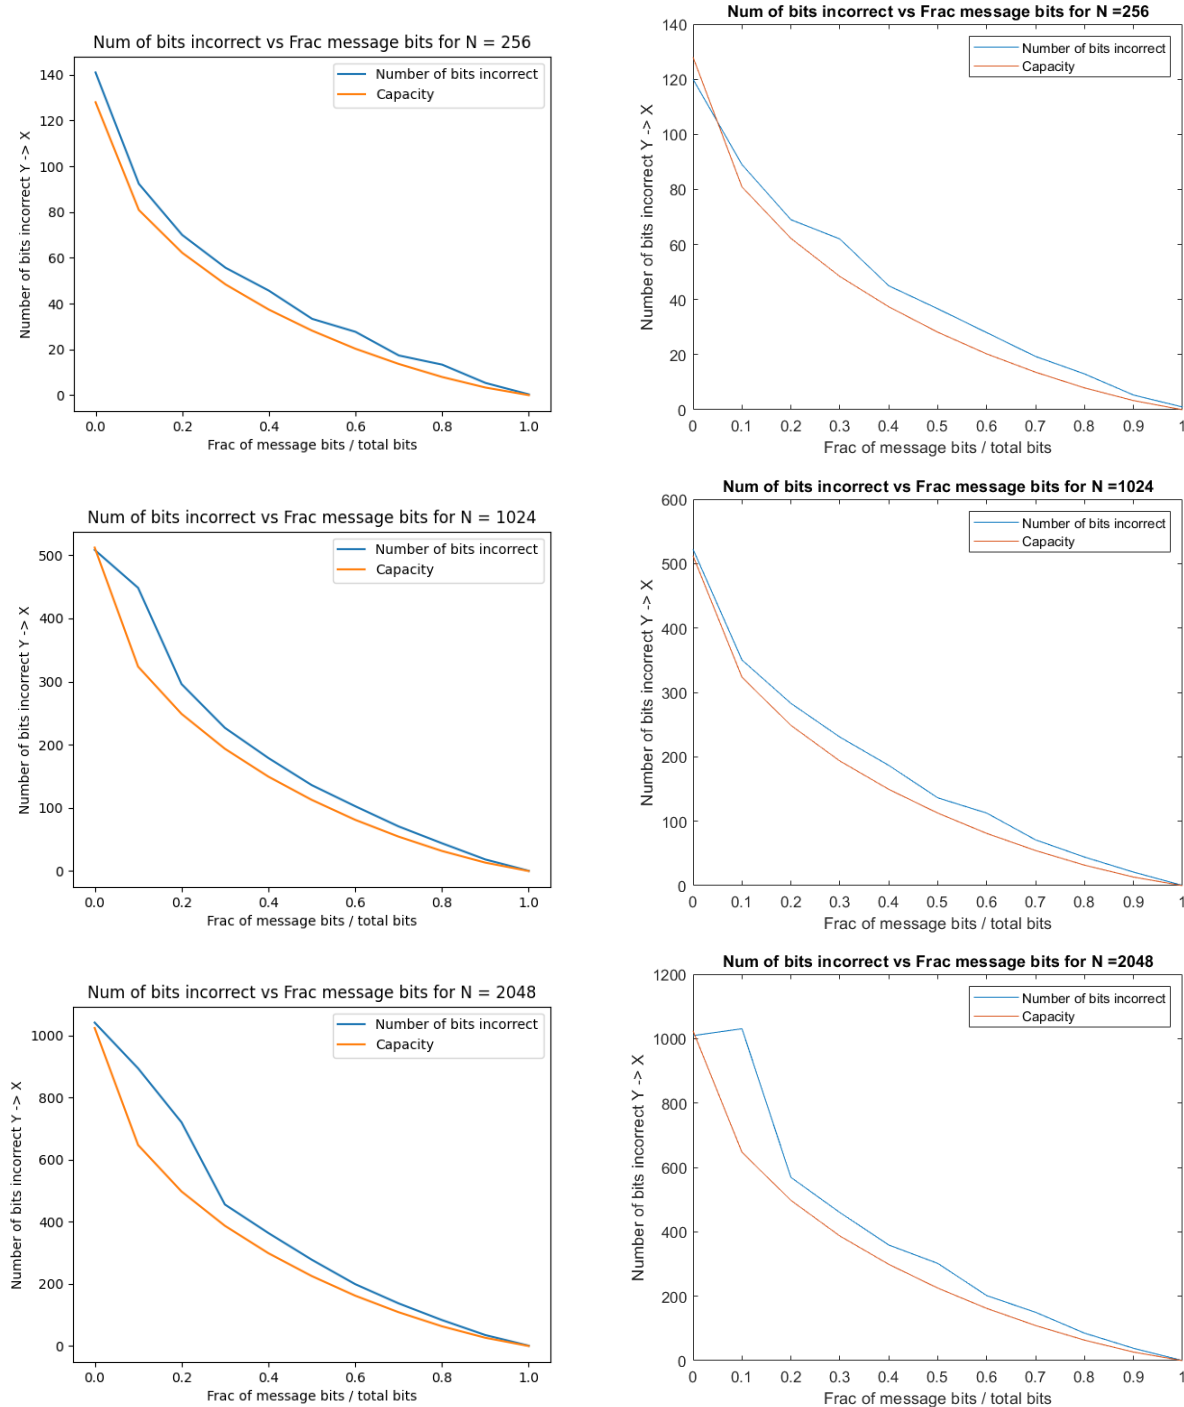 Num of bits incorrect vs Frac message bits for N = 256
Number of bits incorrect
Capacity
140
120
100
80
60
40
20
0
Number of bits incorrect Y -> X
0.0 0.2 0.4 0.6 0.8 1.0
Frac of message bits / total bits
Num of bits incorrect vs Frac message bits for N =256
Number of bits incorrect
Capacity
140
120
100
80
60
40
20
0
Number of bits incorrect Y -> X
0 0.1 0.2 0.3 0.4 0.5 0.6 0.7 0.8 0.9 1
Frac of message bits / total bits
Num of bits incorrect vs Frac message bits for N = 1024
Number of bits incorrect
Capacity
500
400
300
200
100
0
Number of bits incorrect Y -> X
0.0 0.2 0.4 0.6 0.8 1.0
Frac of message bits / total bits
Num of bits incorrect vs Frac message bits for N =1024
Number of bits incorrect
Capacity
600
500
400
300
200
100
0
Number of bits incorrect Y -> X
0 0.1 0.2 0.3 0.4 0.5 0.6 0.7 0.8 0.9 1
Frac of message bits / total bits
Num of bits incorrect vs Frac message bits for N = 2048
Number of bits incorrect
Capacity
1000
800
600
400
200
0
Number of bits incorrect Y -> X
0.0 0.2 0.4 0.6 0.8 1.0
Frac of message bits / total bits
Num of bits incorrect vs Frac message bits for N =2048
Number of bits incorrect
Capacity
1200
1000
800
600
400
200
0
Number of bits incorrect Y -> X
0 0.1 0.2 0.3 0.4 0.5 0.6 0.7 0.8 0.9 1
Frac of message bits / total bits